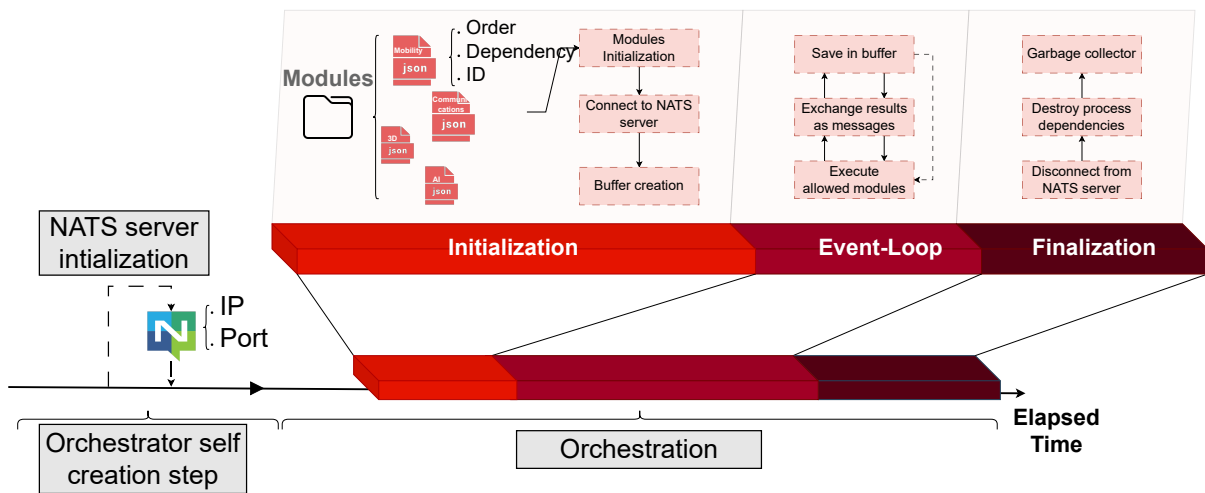 Modules
Mobility
json
. Order
. Dependency
. ID
Communi
cations
json
3D
json
AI
json
Modules
Initialization
Connect to NATS
server
Buffer creation
Save in buffer
Exchange results
as messages
Execute
allowed modules
Garbage collector
Destroy process
dependencies
Disconnect from
NATS server
Initialization
Event-Loop
Finalization
NATS server
intialization
N
. IP
. Port
Elapsed
Time
Orchestrator self
creation step
Orchestration